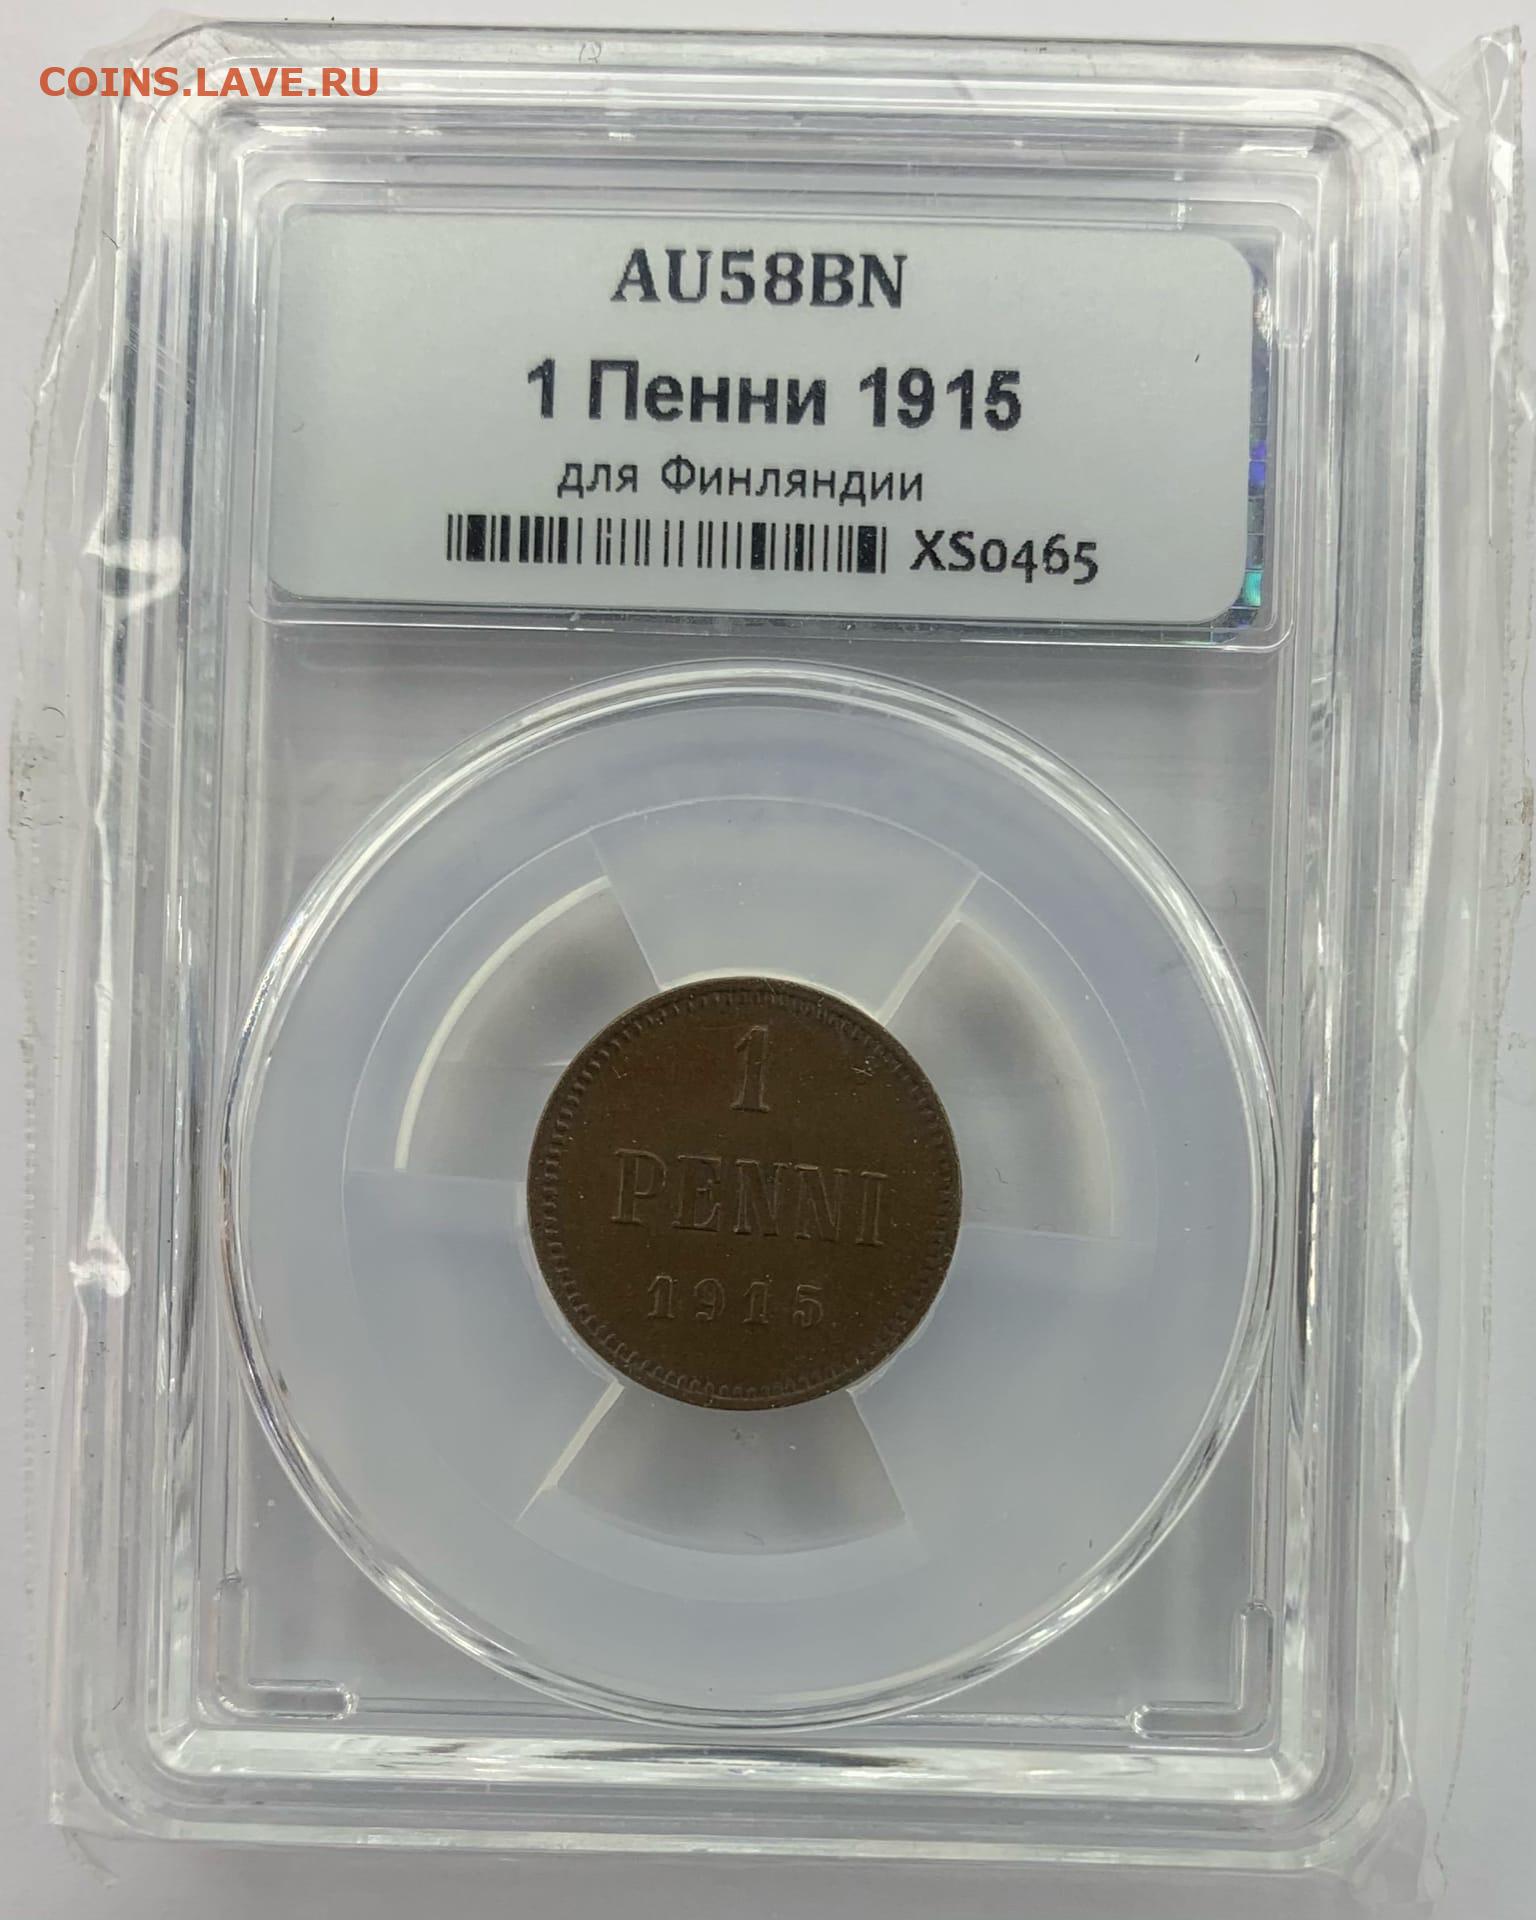 COINS.LAVE.RU
AU58BN
1 Пенни 1915
для Финляндии
XS0465
1
PENNI
1915